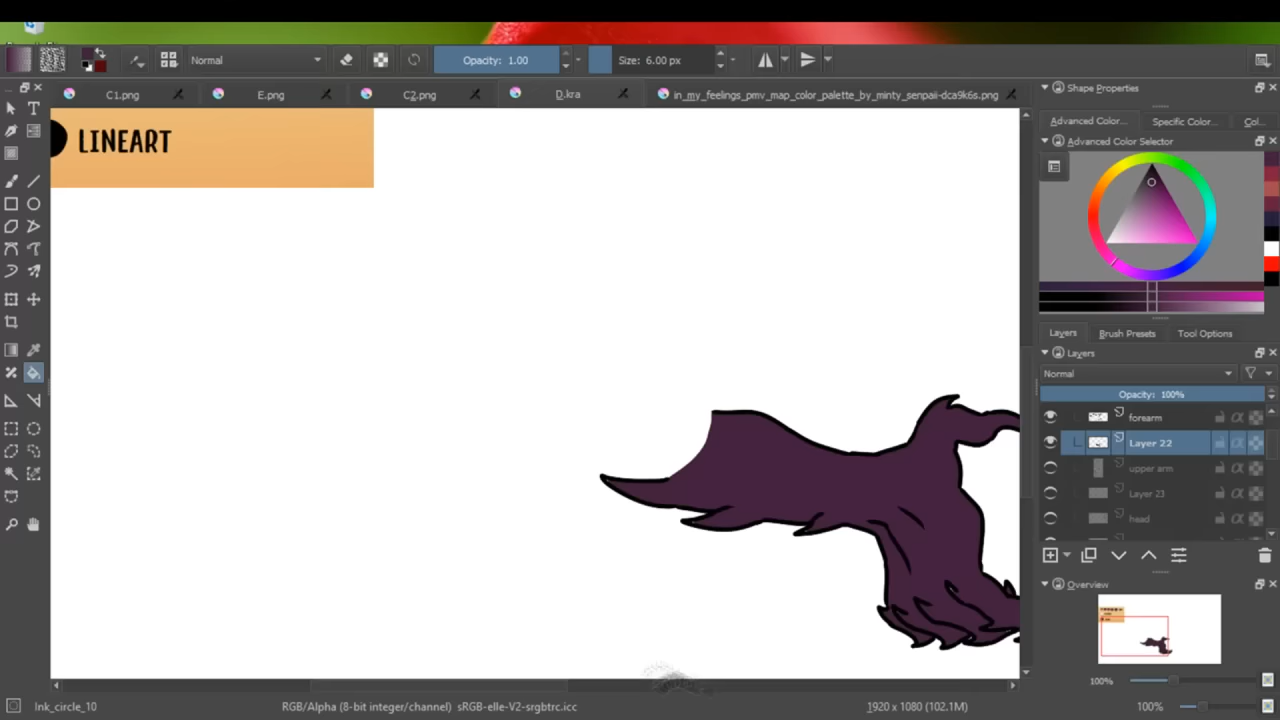 Normal
Opacity: 1.00
Size: 6.00 px
C1.png
E.png
C2.png
D.kra
in_my_feelings_pmv_map_color_palette_by_minty_senpaii-dca9k6s.png
Shape Properties
Advanced Color...
Specific Color...
Col...
Advanced Color Selector
LINEART
Layers
Brush Presets
Tool Options
Layers
Normal
Opacity: 100%
forearm
Layer 22
upper arm
Layer 23
head
Overview
100%
Ink_circle_10
RGB/Alpha (8-bit integer/channel) sRGB-elle-V2-srgbtrc.icc
1920 x 1080 (102.1M)
100%